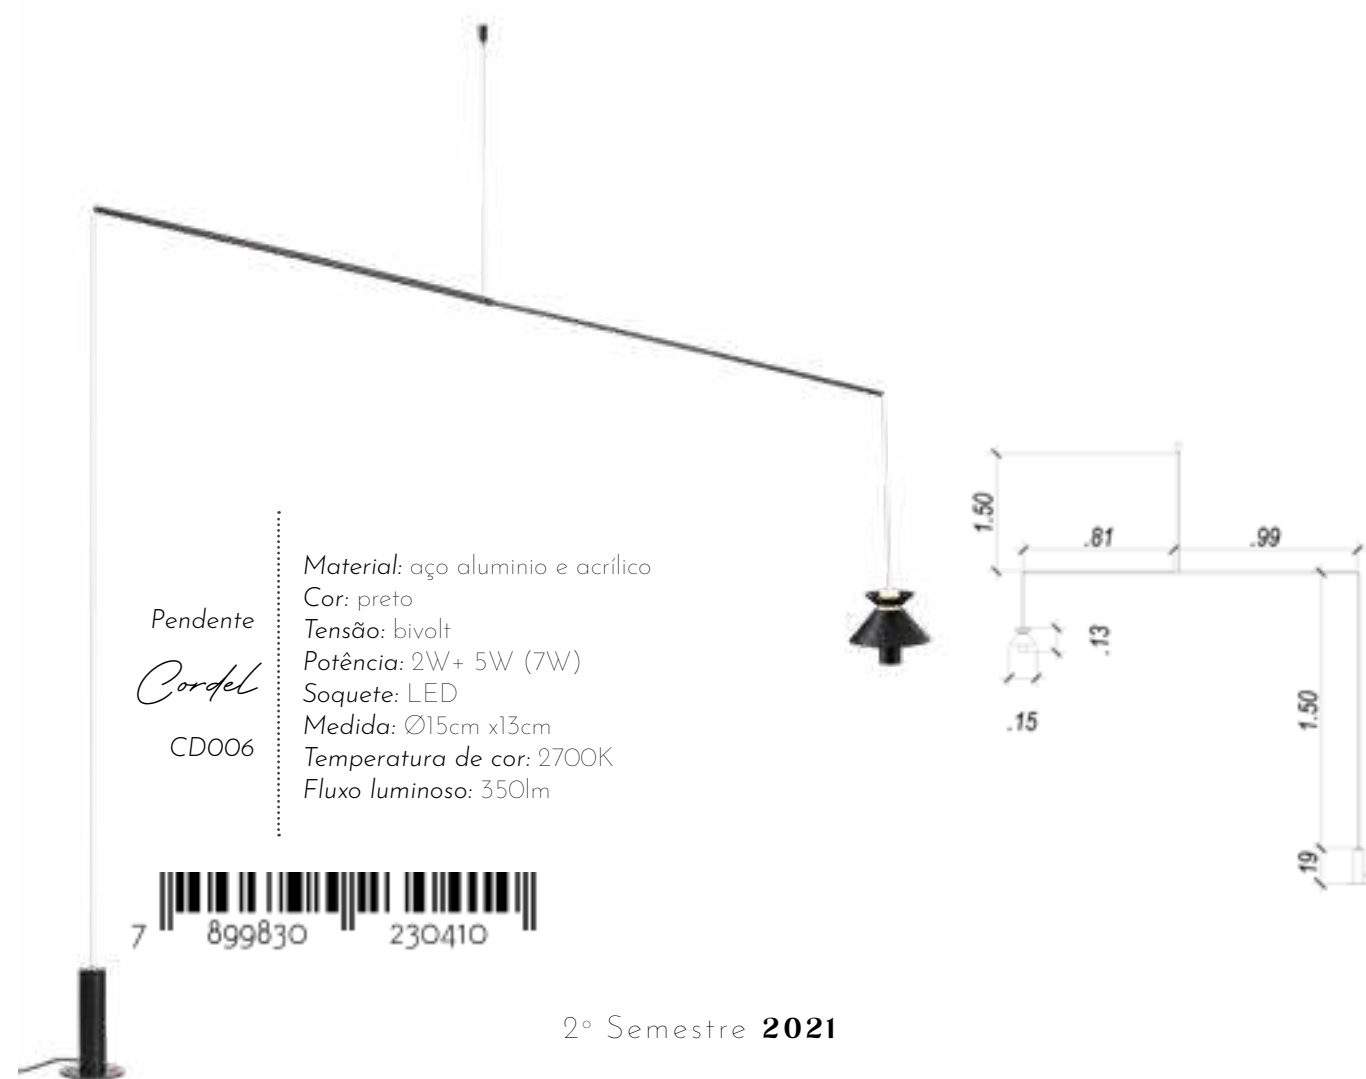 Pendente
Cordel
CD006
Material: aço aluminio e acrílico
Cor: preto
Tensão: bivolt
Potência: 2W+ 5W (7W)
Soquete: LED
Medida: Ø15cm x13cm
Temperatura de cor: 2700K
Fluxo luminoso: 350lm
7 899830 230410
2º Semestre 2021
1.50
.81
.99
.13
.15
1.50
.19